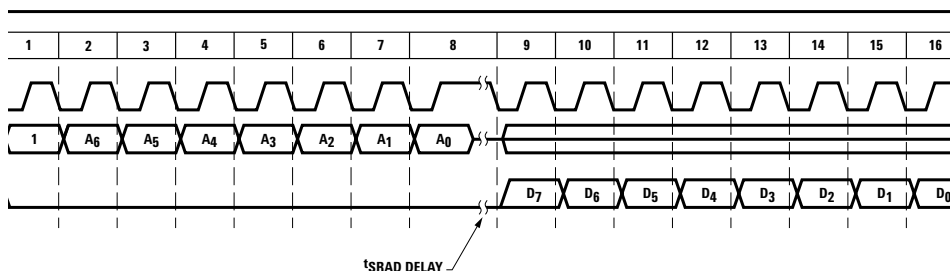 1 2 3 4 5 6 7 8 9 10 11 12 13 14 15 16
1 A6 A5 A4 A3 A2 A1 A0
D7 D6 D5 D4 D3 D2 D1 D0
tSRAD DELAY